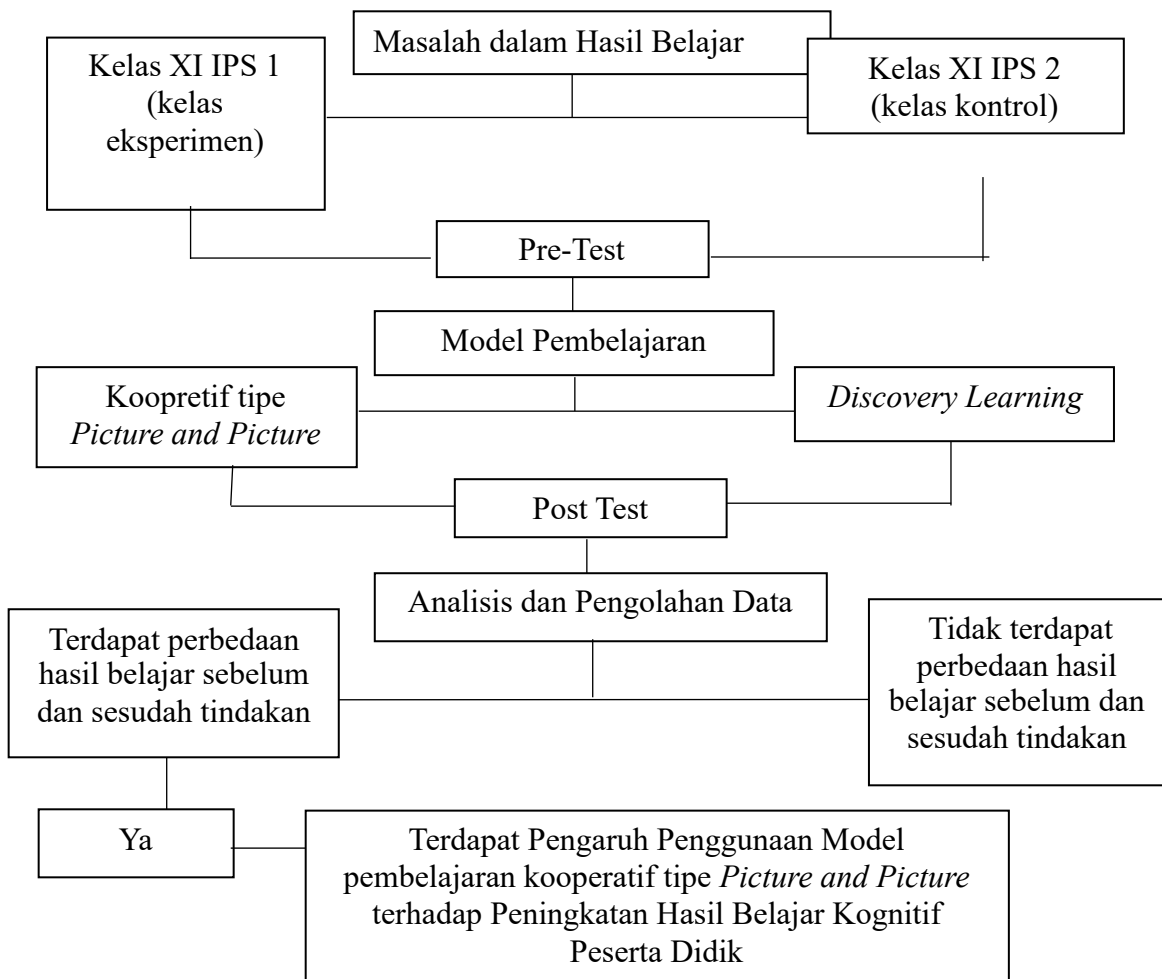 Masalah dalam Hasil Belajar
Kelas XI IPS 1
(kelas
eksperimen)
Kelas XI IPS 2
(kelas kontrol)
Pre-Test
Model Pembelajaran
Koopretif tipe
Picture and Picture
Discovery Learning
Post Test
Analisis dan Pengolahan Data
Terdapat perbedaan
hasil belajar sebelum
dan sesudah tindakan
Tidak terdapat
perbedaan hasil
belajar sebelum dan
sesudah tindakan
Ya
Terdapat Pengaruh Penggunaan Model
pembelajaran kooperatif tipe Picture and Picture
terhadap Peningkatan Hasil Belajar Kognitif
Peserta Didik